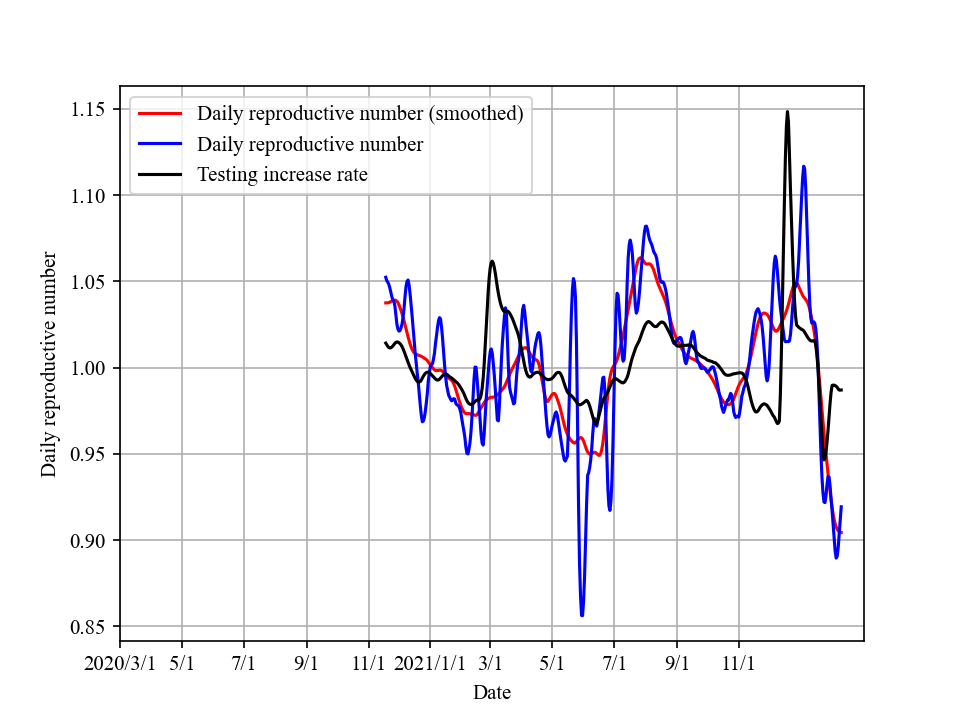 Daily reproductive number (smoothed)
Daily reproductive number
Testing increase rate
Daily reproductive number
1.15
1.10
1.05
1.00
0.95
0.90
0.85
2020/3/1 5/1 7/1 9/1 11/1 2021/1/1 3/1 5/1 7/1 9/1 11/1
Date